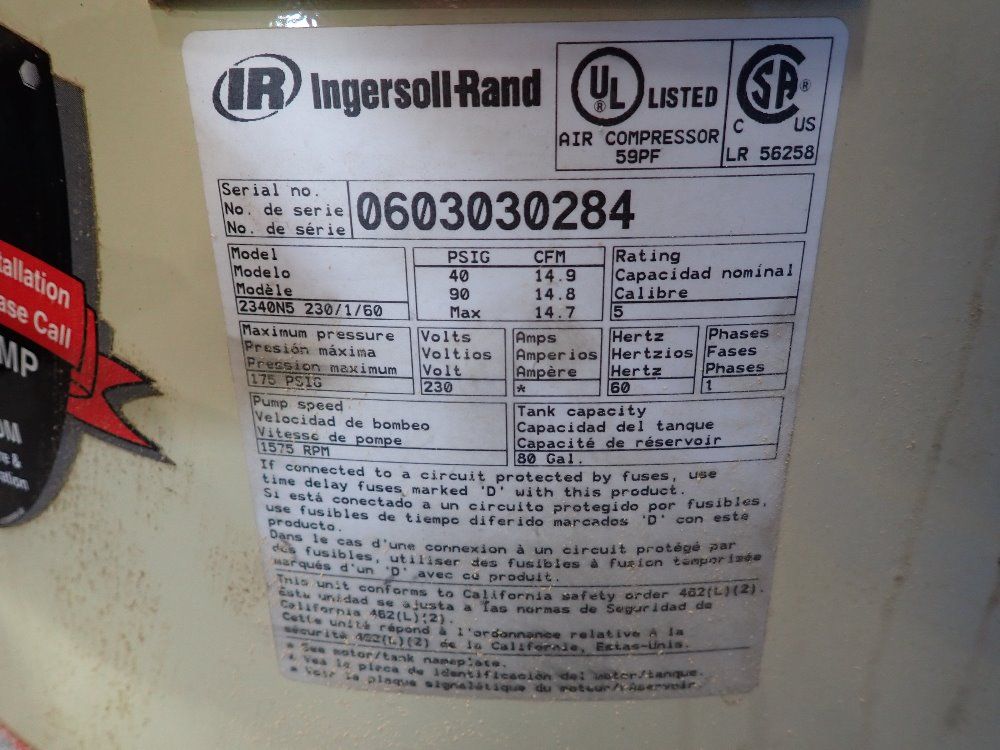 IR Ingersoll-Rand
UL ® LISTED
AIR COMPRESSOR
59PF
SA ®
C US
LR 56258
Serial no.
No. de serie
No. de série
0603030284
Model
Modelo
Modèle
2340N5 230/1/60
PSIG CFM
40 14.9
90 14.8
Max 14.7
Rating
Capacidad nominal
Calibre
5
Maximum pressure
Presión máxima
Pression maximum
175 PSIG
Volts
Voltios
Volt
230
Amps
Amperios
Ampère
*
Hertz
Hertzios
Hertz
60
Phases
Fases
Phases
1
Pump speed
Velocidad de bombeo
Vitesse de pompe
1575 RPM
Tank capacity
Capacidad del tanque
Capacité de réservoir
80 Gal.
If connected to a circuit protected by fuses, use
time delay fuses marked 'D' with this product.
Si está conectado a un circuito protegido por fusibles,
use fusibles de tiempo diferido marcados 'D' con este
producto.
Dans le cas d'une connexion à un circuit protégé par
des fusibles, utiliser des fusibles à fusion temporisée
marqués d'un 'D' avec ce produit.
This unit conforms to California safety order 462(L)(2).
Esta unidad se ajusta a las normas de Seguridad de
California 462(L)(2).
Cette unité répond à l'ordonnance relative à la
sécurité 462(L)(2) de la Californie, Estas-Unis.
* See motor/tank nameplate.
* Vea la pieca de identificación del motor/tanque.
* Voir la plaque signalétique du moteur/réservoir.
tallation
ase Call
MP
UM
re &
ation